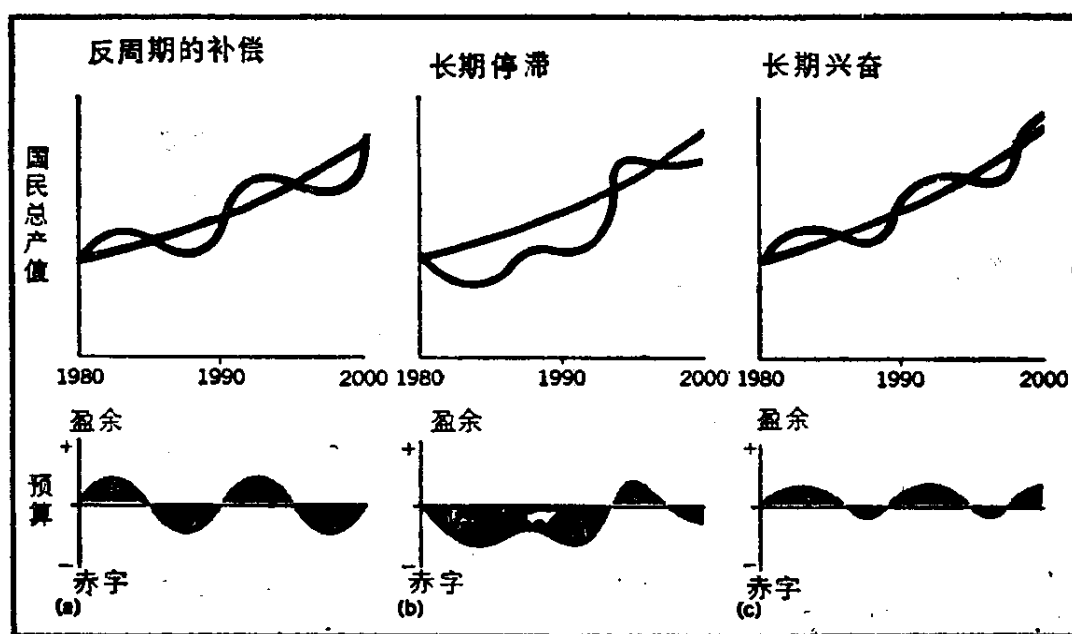 反周期的补偿
长期停滞
长期兴奋
国民总产值
1980
1990
2000
1980
1990
2000
1980
1990
2000
盈余
盈余
盈余
+
+
+
预算
−
−
−
赤字
赤字
赤字
(a)
(b)
(c)